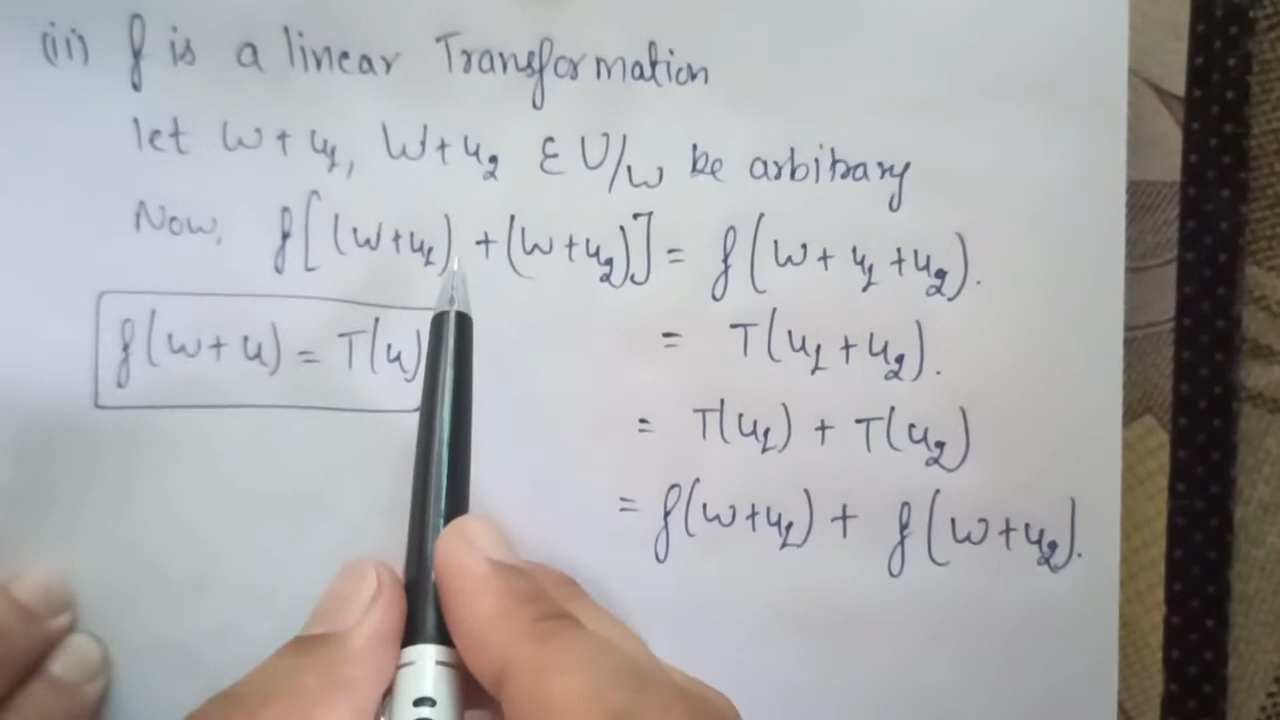 (ii) f is a linear Transformation
let W+u₁, W+u₂ ∈ U/W be arbitrary
Now, f[(W+u₁)+(W+u₂)] = f(W+u₁+u₂).
f(W+u) = T(u)
= T(u₁+u₂).
= T(u₁) + T(u₂)
= f(W+u₁) + f(W+u₂).